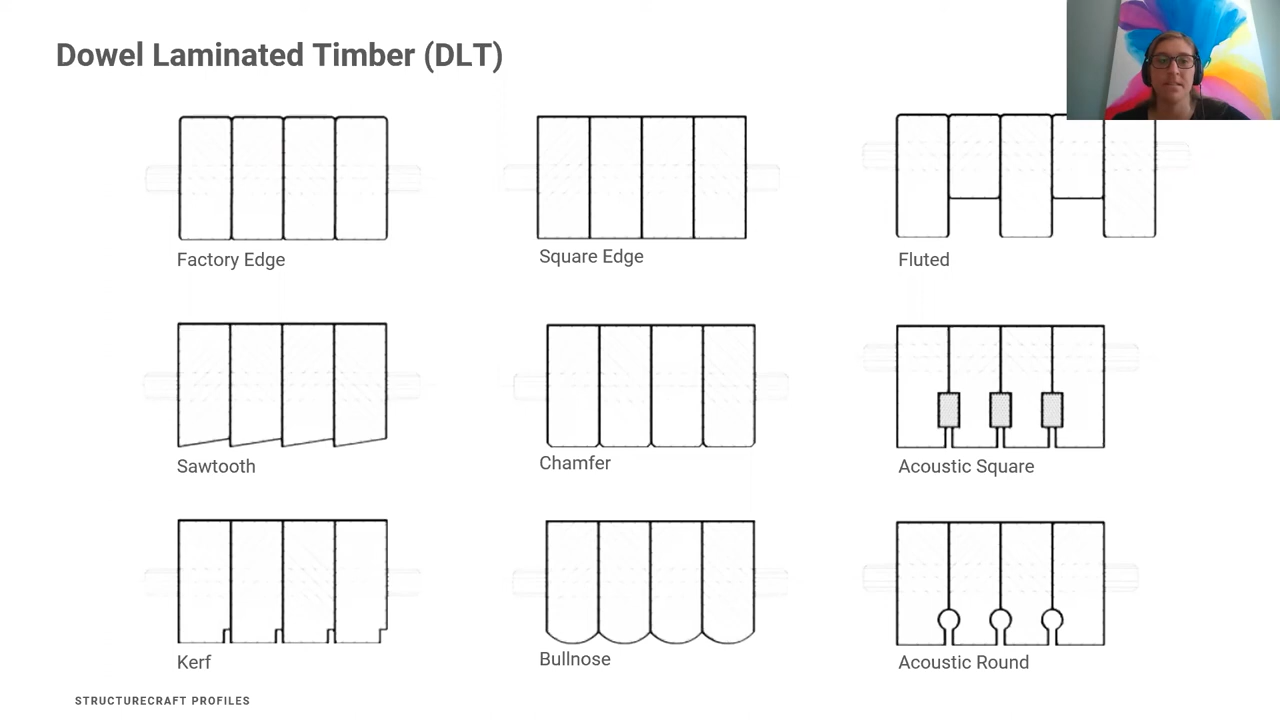 Dowel Laminated Timber (DLT)
Factory Edge
Square Edge
Fluted
Sawtooth
Chamfer
Acoustic Square
Kerf
Bullnose
Acoustic Round
STRUCTURECRAFT PROFILES